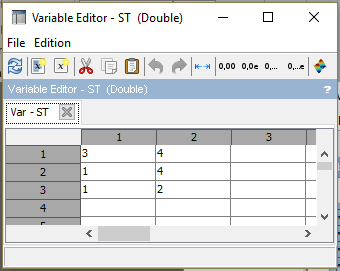 Variable Editor - ST (Double)
File Edition
0,00 0,0e ... 0,... ...,e
Variable Editor - ST (Double) ?
Var - ST
1 2 3
1 3 4
2 1 4
3 1 2
4